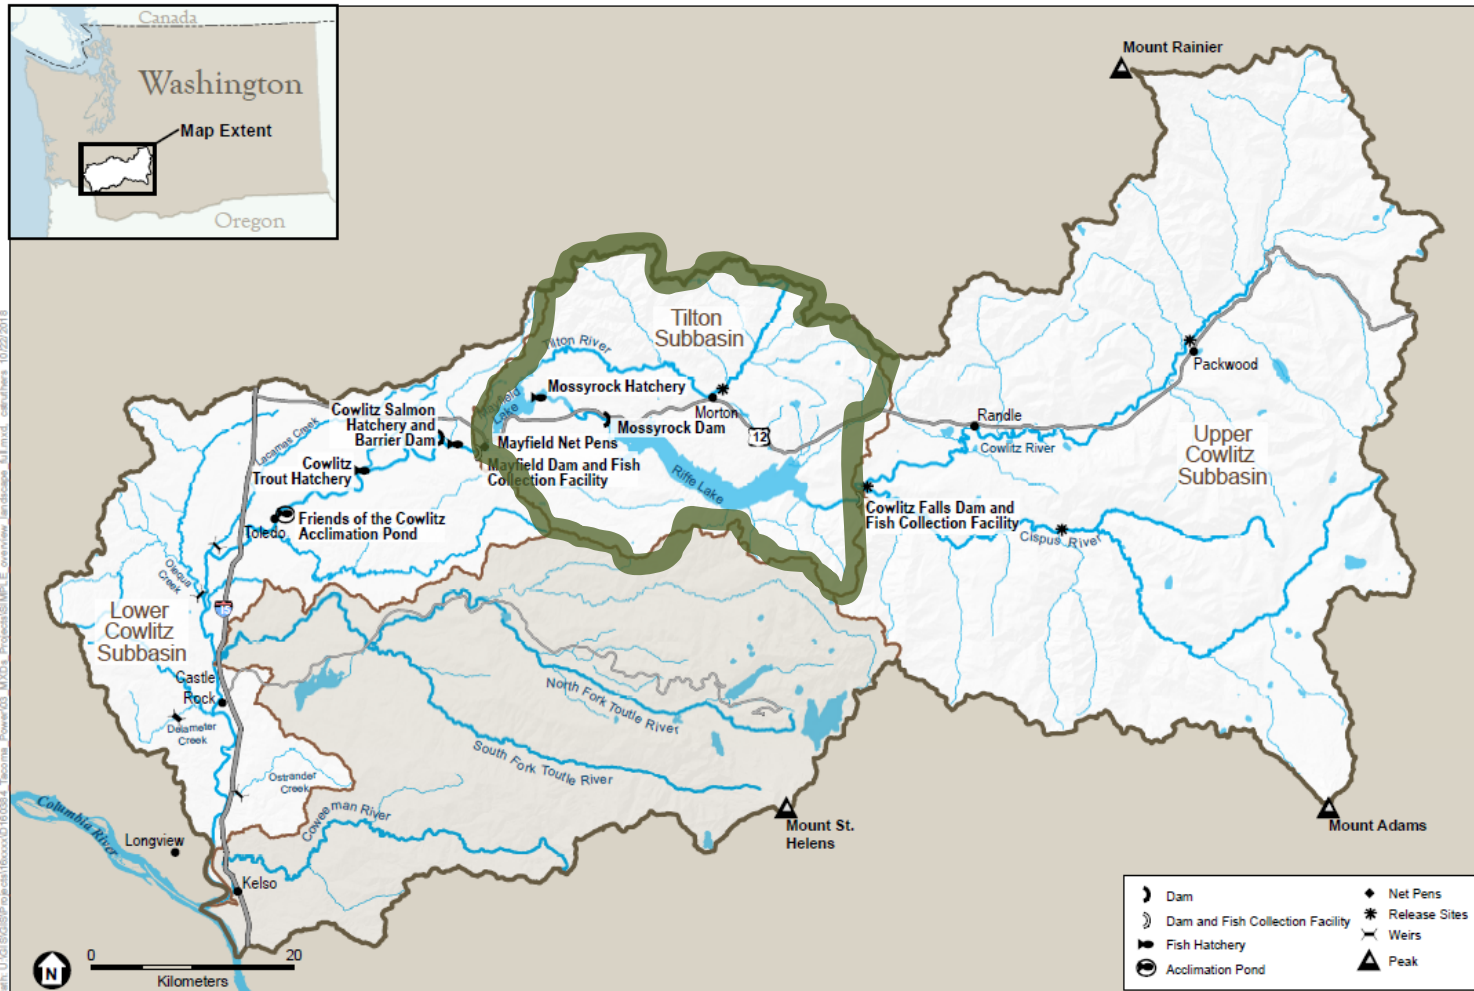 Canada
Washington
Map Extent
Oregon
Mount Rainier
Tilton
Subbasin
Tilton River
Mossyrock Hatchery
Mayfield
Lake
Morton
Mossyrock Dam
12
Packwood
Randle
Cowlitz River
Upper
Cowlitz
Subbasin
Cowlitz Salmon
Hatchery and
Barrier Dam
Lacamas Creek
Mayfield Net Pens
Mayfield Dam and Fish
Collection Facility
Riffe Lake
Cowlitz
Trout Hatchery
Cowlitz Falls Dam and
Fish Collection Facility
Cispus River
Friends of the Cowlitz
Acclimation Pond
Toledo
Olequa
Creek
Lower
Cowlitz
Subbasin
Castle
Rock
North Fork Toutle River
South Fork Toutle River
Delameter
Creek
Ostrander
Creek
Coweeman River
Columbia River
Longview
Kelso
Mount St.
Helens
Mount Adams
N
0 20
Kilometers
Dam
Dam and Fish Collection Facility
Fish Hatchery
Acclimation Pond
Net Pens
Release Sites
Weirs
Peak